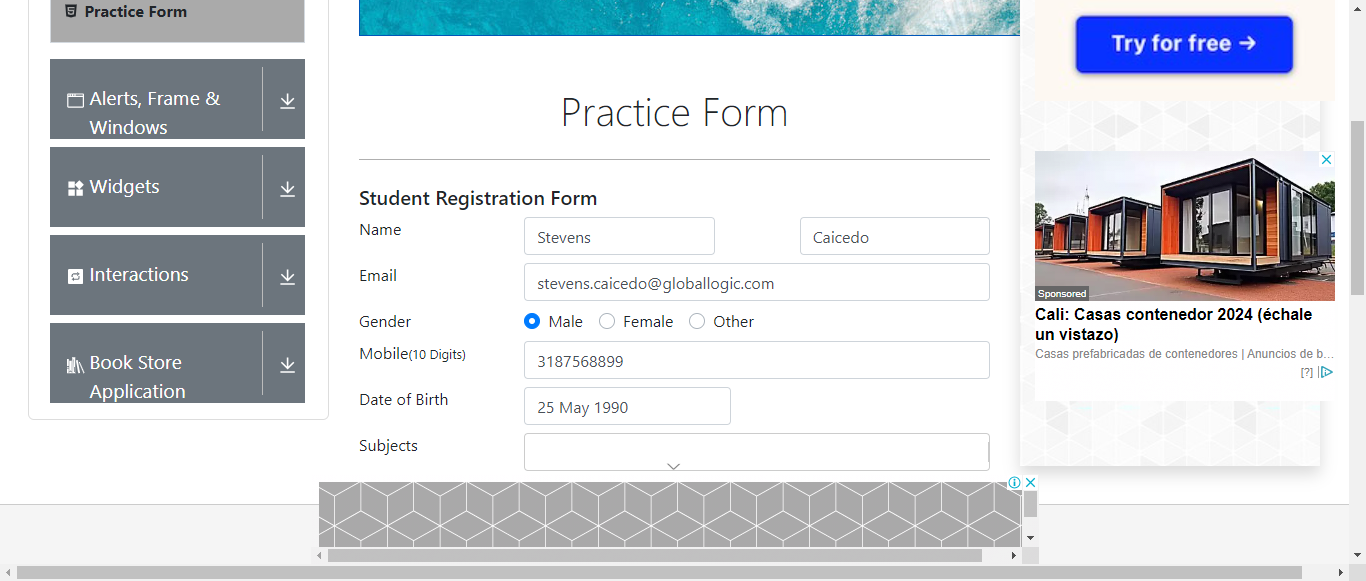 Practice Form
Alerts, Frame &
Windows
Widgets
Interactions
Book Store
Application
Practice Form
Student Registration Form
Name
Stevens
Caicedo
Email
stevens.caicedo@globallogic.com
Gender
Male
Female
Other
Mobile(10 Digits)
3187568899
Date of Birth
25 May 1990
Subjects
Try for free →
Sponsored
Cali: Casas contenedor 2024 (échale
un vistazo)
Casas prefabricadas de contenedores | Anuncios de b...
[?]